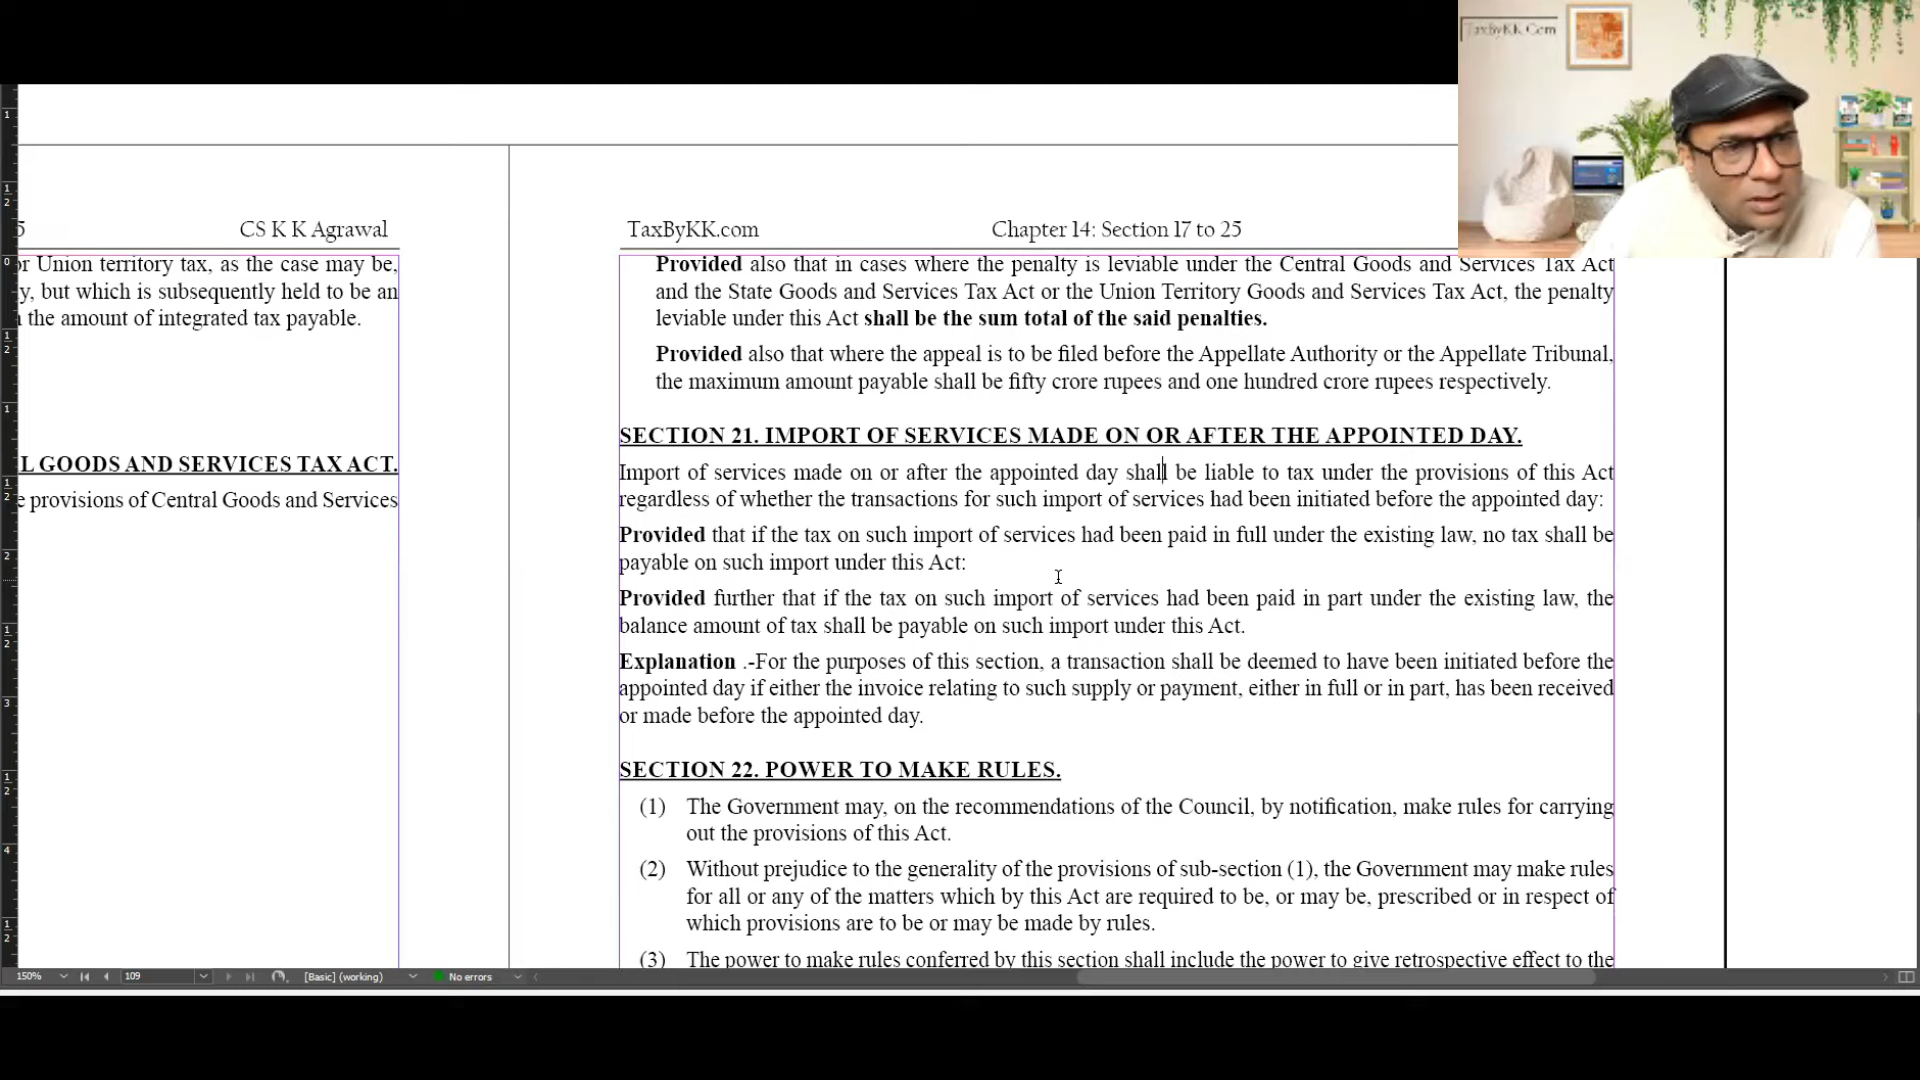 TaxByKK.Com
5 CS K K Agrawal
or Union territory tax, as the case may be,
y, but which is subsequently held to be an
the amount of integrated tax payable.
L GOODS AND SERVICES TAX ACT.
e provisions of Central Goods and Services
TaxByKK.com Chapter 14: Section 17 to 25
Provided also that in cases where the penalty is leviable under the Central Goods and Services Tax Act
and the State Goods and Services Tax Act or the Union Territory Goods and Services Tax Act, the penalty
leviable under this Act shall be the sum total of the said penalties.
Provided also that where the appeal is to be filed before the Appellate Authority or the Appellate Tribunal,
the maximum amount payable shall be fifty crore rupees and one hundred crore rupees respectively.
SECTION 21. IMPORT OF SERVICES MADE ON OR AFTER THE APPOINTED DAY.
Import of services made on or after the appointed day shall be liable to tax under the provisions of this Act
regardless of whether the transactions for such import of services had been initiated before the appointed day:
Provided that if the tax on such import of services had been paid in full under the existing law, no tax shall be
payable on such import under this Act:
Provided further that if the tax on such import of services had been paid in part under the existing law, the
balance amount of tax shall be payable on such import under this Act.
Explanation .-For the purposes of this section, a transaction shall be deemed to have been initiated before the
appointed day if either the invoice relating to such supply or payment, either in full or in part, has been received
or made before the appointed day.
SECTION 22. POWER TO MAKE RULES.
(1) The Government may, on the recommendations of the Council, by notification, make rules for carrying
out the provisions of this Act.
(2) Without prejudice to the generality of the provisions of sub-section (1), the Government may make rules
for all or any of the matters which by this Act are required to be, or may be, prescribed or in respect of
which provisions are to be or may be made by rules.
(3) The power to make rules conferred by this section shall include the power to give retrospective effect to the
150% 109 [Basic] (working) No errors